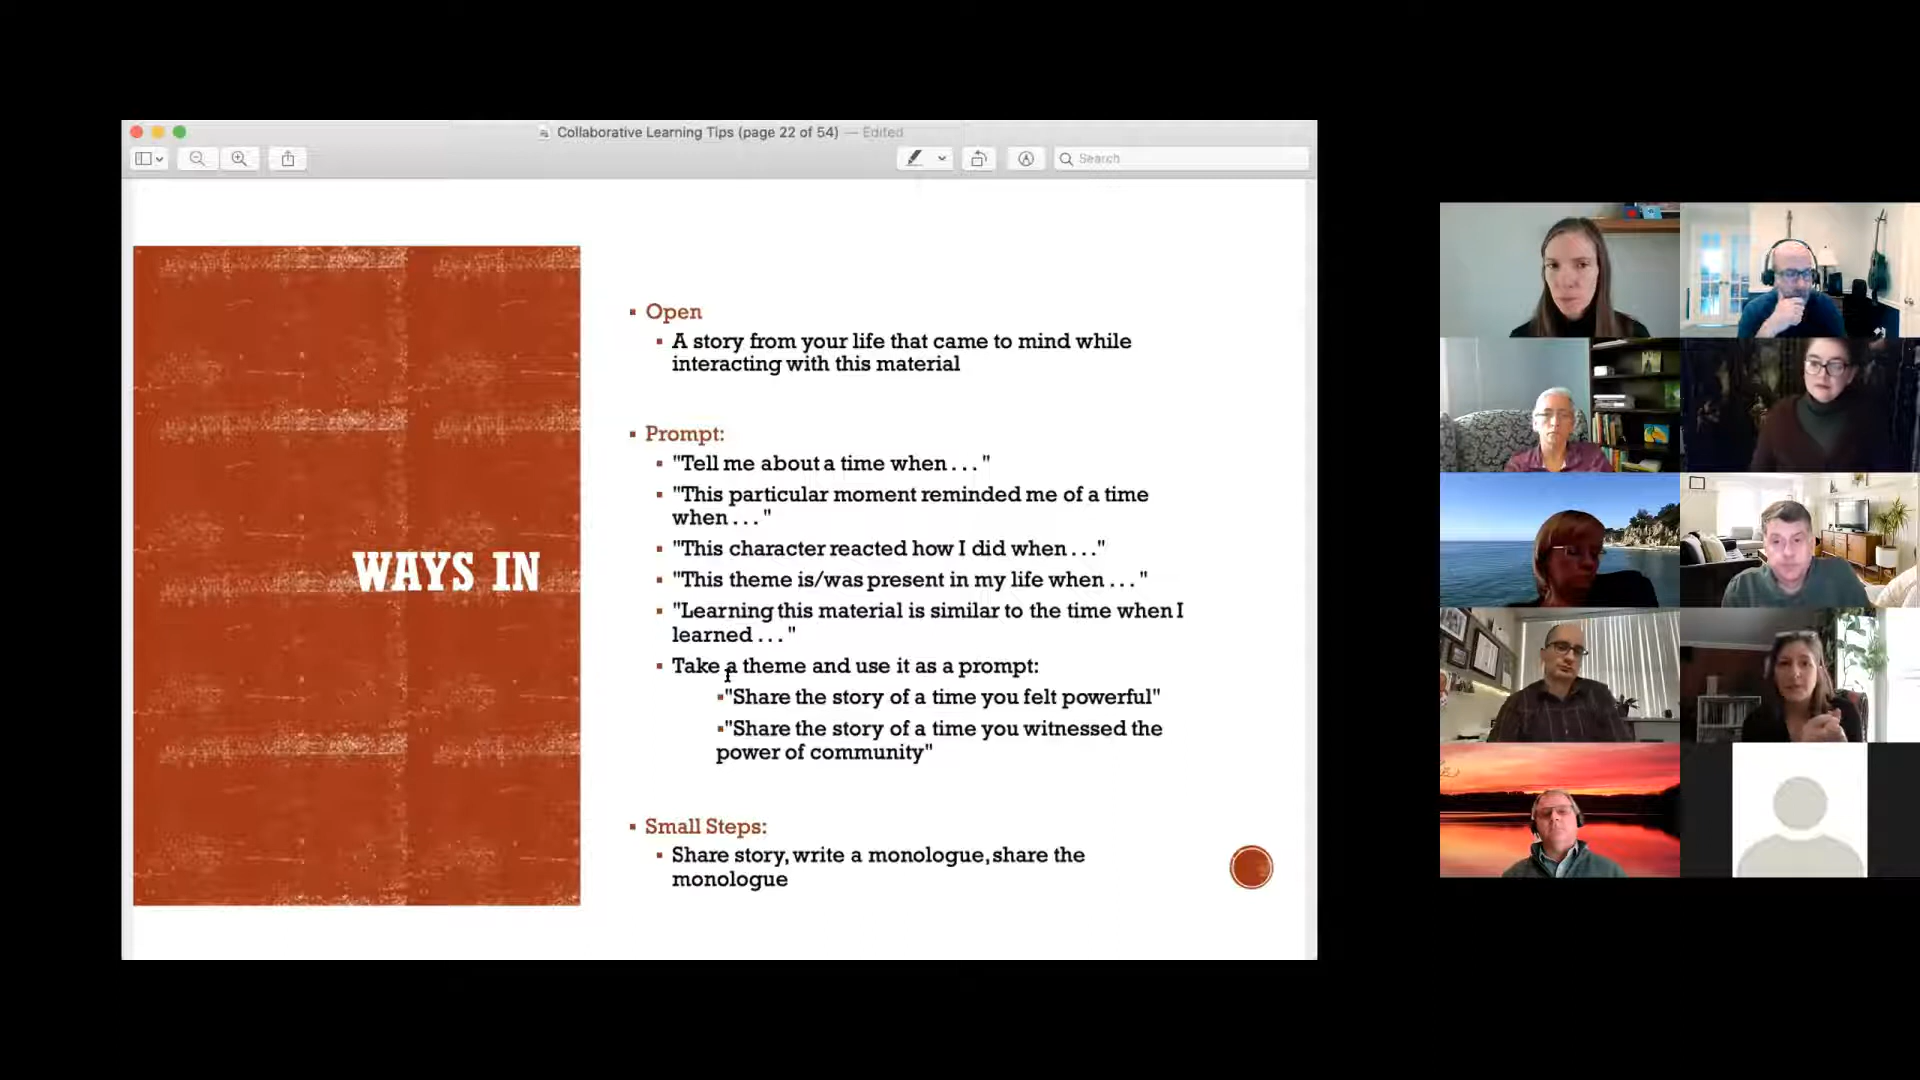 Collaborative Learning Tips (page 22 of 54) — Edited
Search
WAYS IN
▪ Open
▪ A story from your life that came to mind while
interacting with this material
▪ Prompt:
▪ "Tell me about a time when . . . "
▪ "This particular moment reminded me of a time
when . . . "
▪ "This character reacted how I did when . . ."
▪ "This theme is/was present in my life when . . . "
▪ "Learning this material is similar to the time when I
learned . . . "
▪ Take a theme and use it as a prompt:
▪"Share the story of a time you felt powerful"
▪"Share the story of a time you witnessed the
power of community"
▪ Small Steps:
▪ Share story, write a monologue, share the
monologue